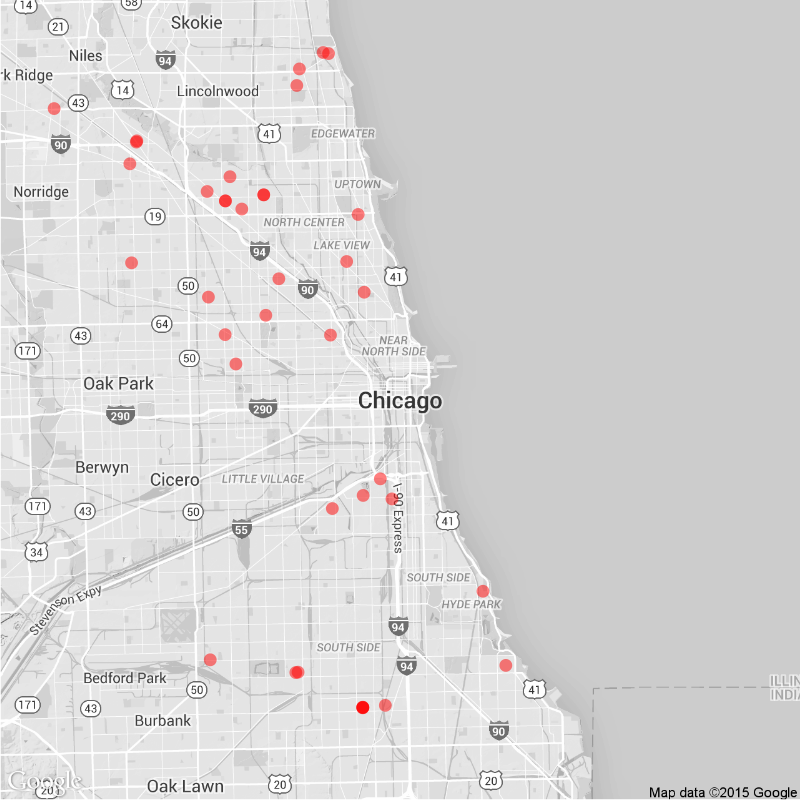 14
58
21
Skokie
Niles
94
rk Ridge
14
Lincolnwood
43
41
EDGEWATER
90
Norridge
UPTOWN
19
NORTH CENTER
94
LAKE VIEW
41
50
90
64
43
NEAR
NORTH SIDE
171
50
Oak Park
Chicago
290
290
Berwyn
Cicero
LITTLE VILLAGE
171
43
50
I-90 Express
41
55
34
SOUTH SIDE
HYDE PARK
Stevenson Expy
94
SOUTH SIDE
94
Bedford Park
50
41
ILLIN
INDIA
171
43
Burbank
90
Google
20
Oak Lawn
20
20
Map data ©2015 Google